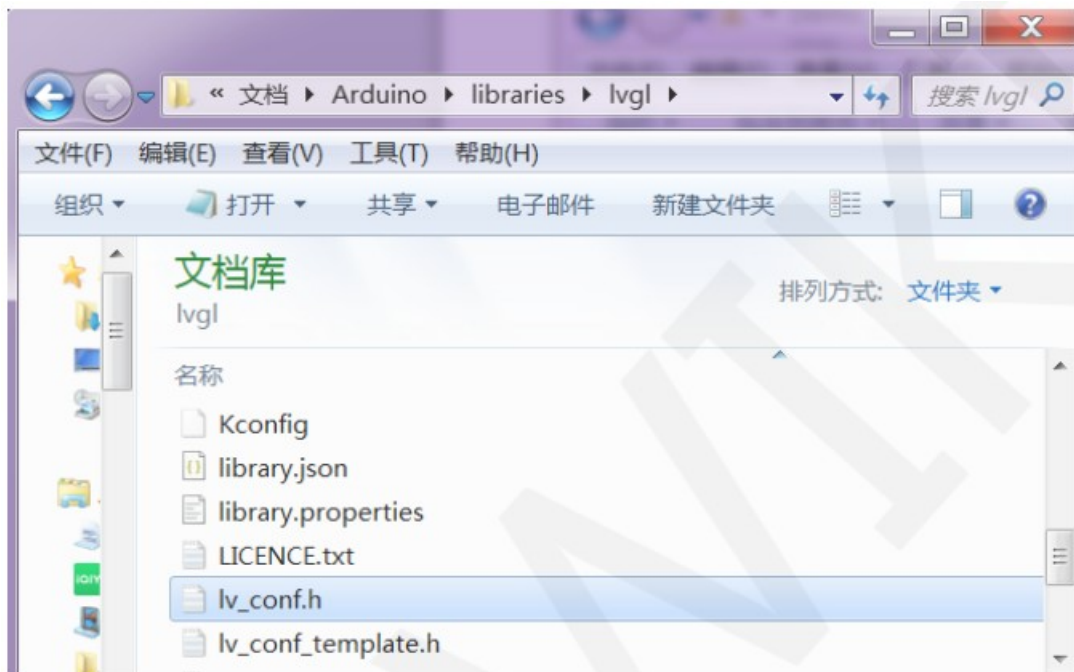 « 文档 Arduino libraries lvgl 搜索 lvgl
文件(F) 编辑(E) 查看(V) 工具(T) 帮助(H)
组织 打开 共享 电子邮件 新建文件夹
文档库
lvgl
排列方式: 文件夹
名称
Kconfig
library.json
library.properties
LICENCE.txt
lv_conf.h
lv_conf_template.h